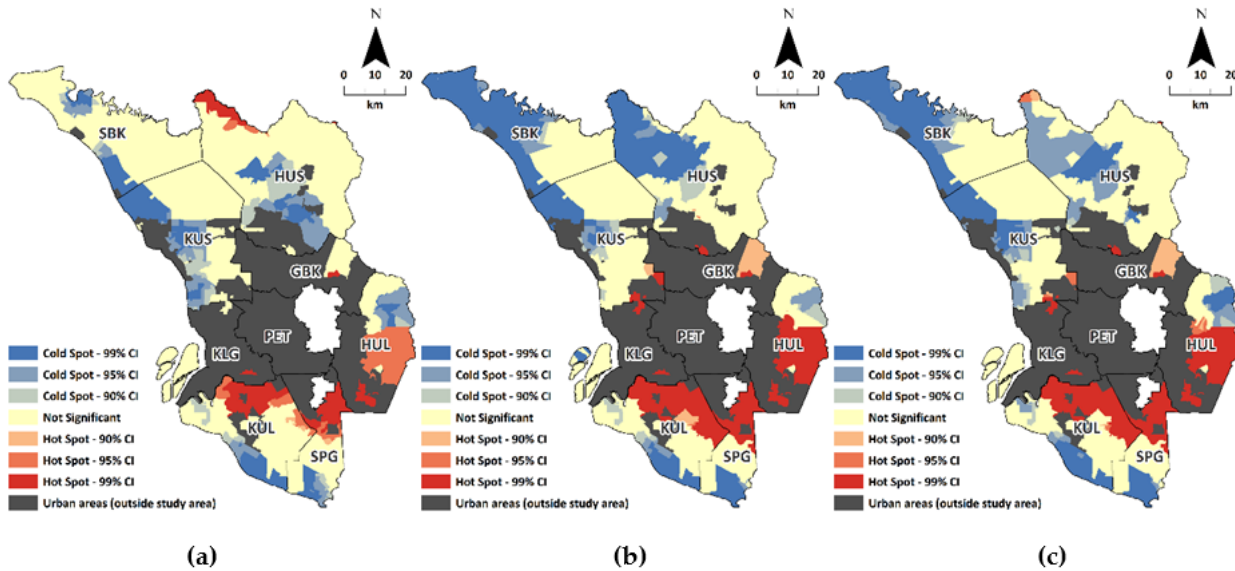 N
0 10 20
km
SBK
HUS
KUS
GBK
PET
HUL
KLG
KUL
SPG
Cold Spot - 99% CI
Cold Spot - 95% CI
Cold Spot - 90% CI
Not Significant
Hot Spot - 90% CI
Hot Spot - 95% CI
Hot Spot - 99% CI
Urban areas (outside study area)
(a)
N
0 10 20
km
SBK
HUS
KUS
GBK
PET
HUL
KLG
KUL
SPG
Cold Spot - 99% CI
Cold Spot - 95% CI
Cold Spot - 90% CI
Not Significant
Hot Spot - 90% CI
Hot Spot - 95% CI
Hot Spot - 99% CI
Urban areas (outside study area)
(b)
N
0 10 20
km
SBK
HUS
KUS
GBK
PET
HUL
KLG
KUL
SPG
Cold Spot - 99% CI
Cold Spot - 95% CI
Cold Spot - 90% CI
Not Significant
Hot Spot - 90% CI
Hot Spot - 95% CI
Hot Spot - 99% CI
Urban areas (outside study area)
(c)